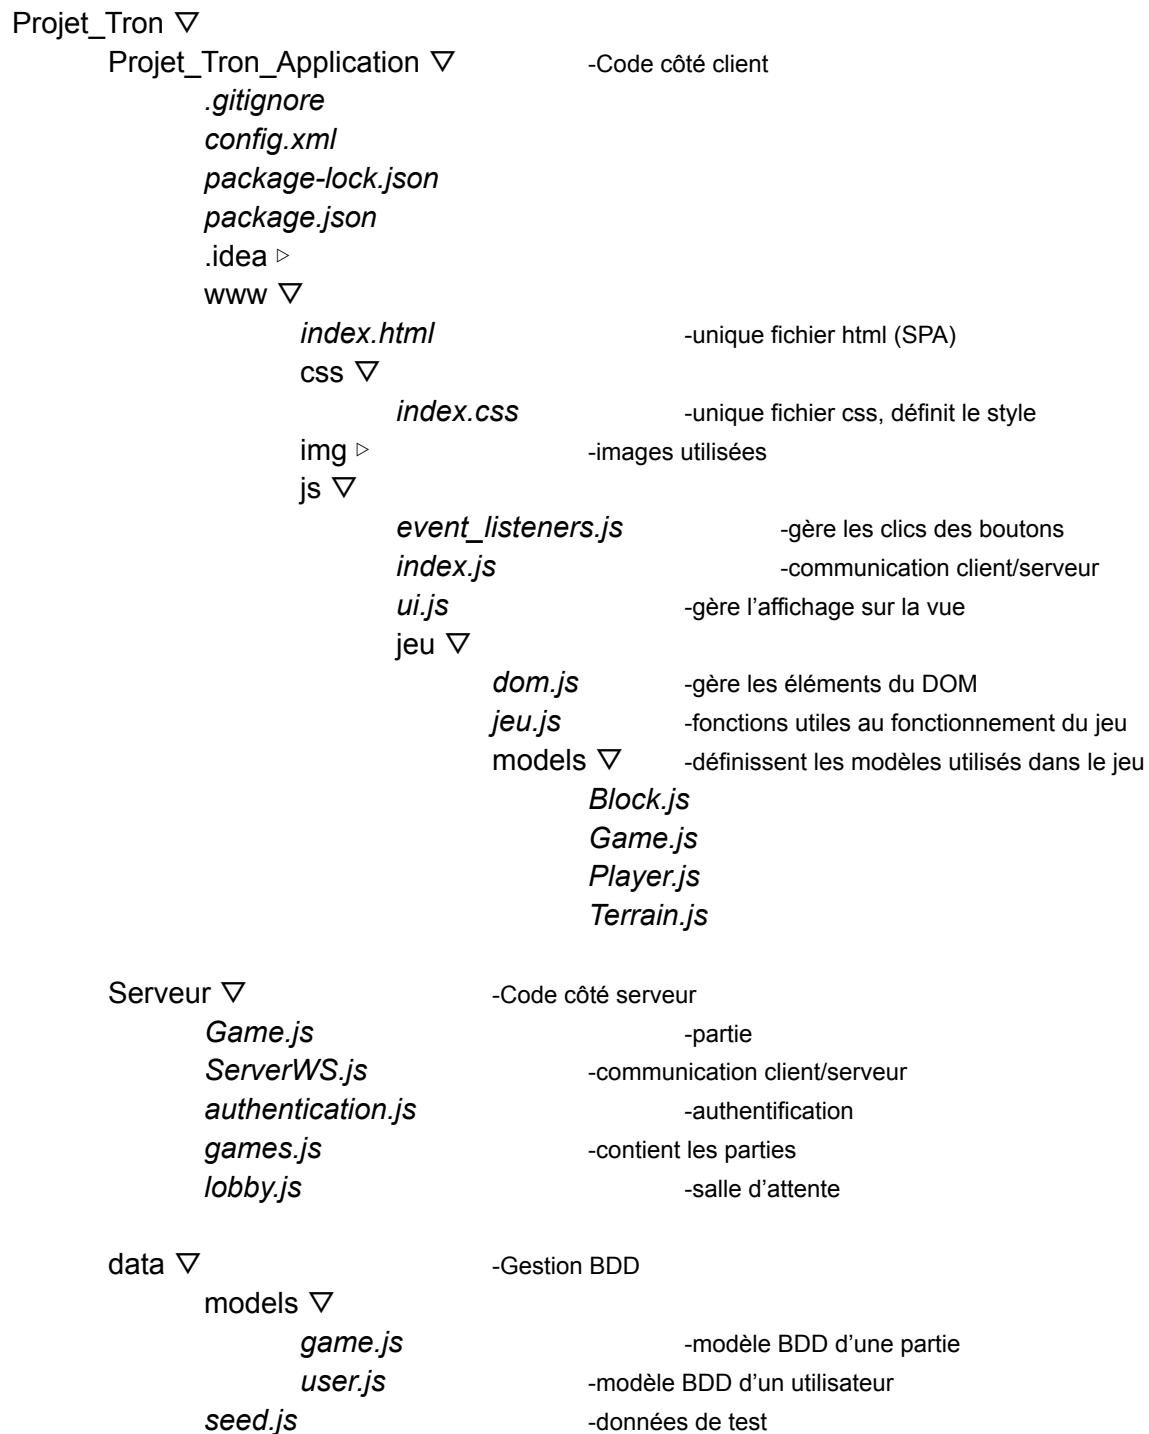 Projet_Tron ▽
Projet_Tron_Application ▽ -Code côté client
.gitignore
config.xml
package-lock.json
package.json
.idea ▷
www ▽
index.html -unique fichier html (SPA)
css ▽
index.css -unique fichier css, définit le style
img ▷ -images utilisées
js ▽
event_listeners.js -gère les clics des boutons
index.js -communication client/serveur
ui.js -gère l’affichage sur la vue
jeu ▽
dom.js -gère les éléments du DOM
jeu.js -fonctions utiles au fonctionnement du jeu
models ▽ -définissent les modèles utilisés dans le jeu
Block.js
Game.js
Player.js
Terrain.js
Serveur ▽ -Code côté serveur
Game.js -partie
ServerWS.js -communication client/serveur
authentication.js -authentification
games.js -contient les parties
lobby.js -salle d’attente
data ▽ -Gestion BDD
models ▽
game.js -modèle BDD d’une partie
user.js -modèle BDD d’un utilisateur
seed.js -données de test